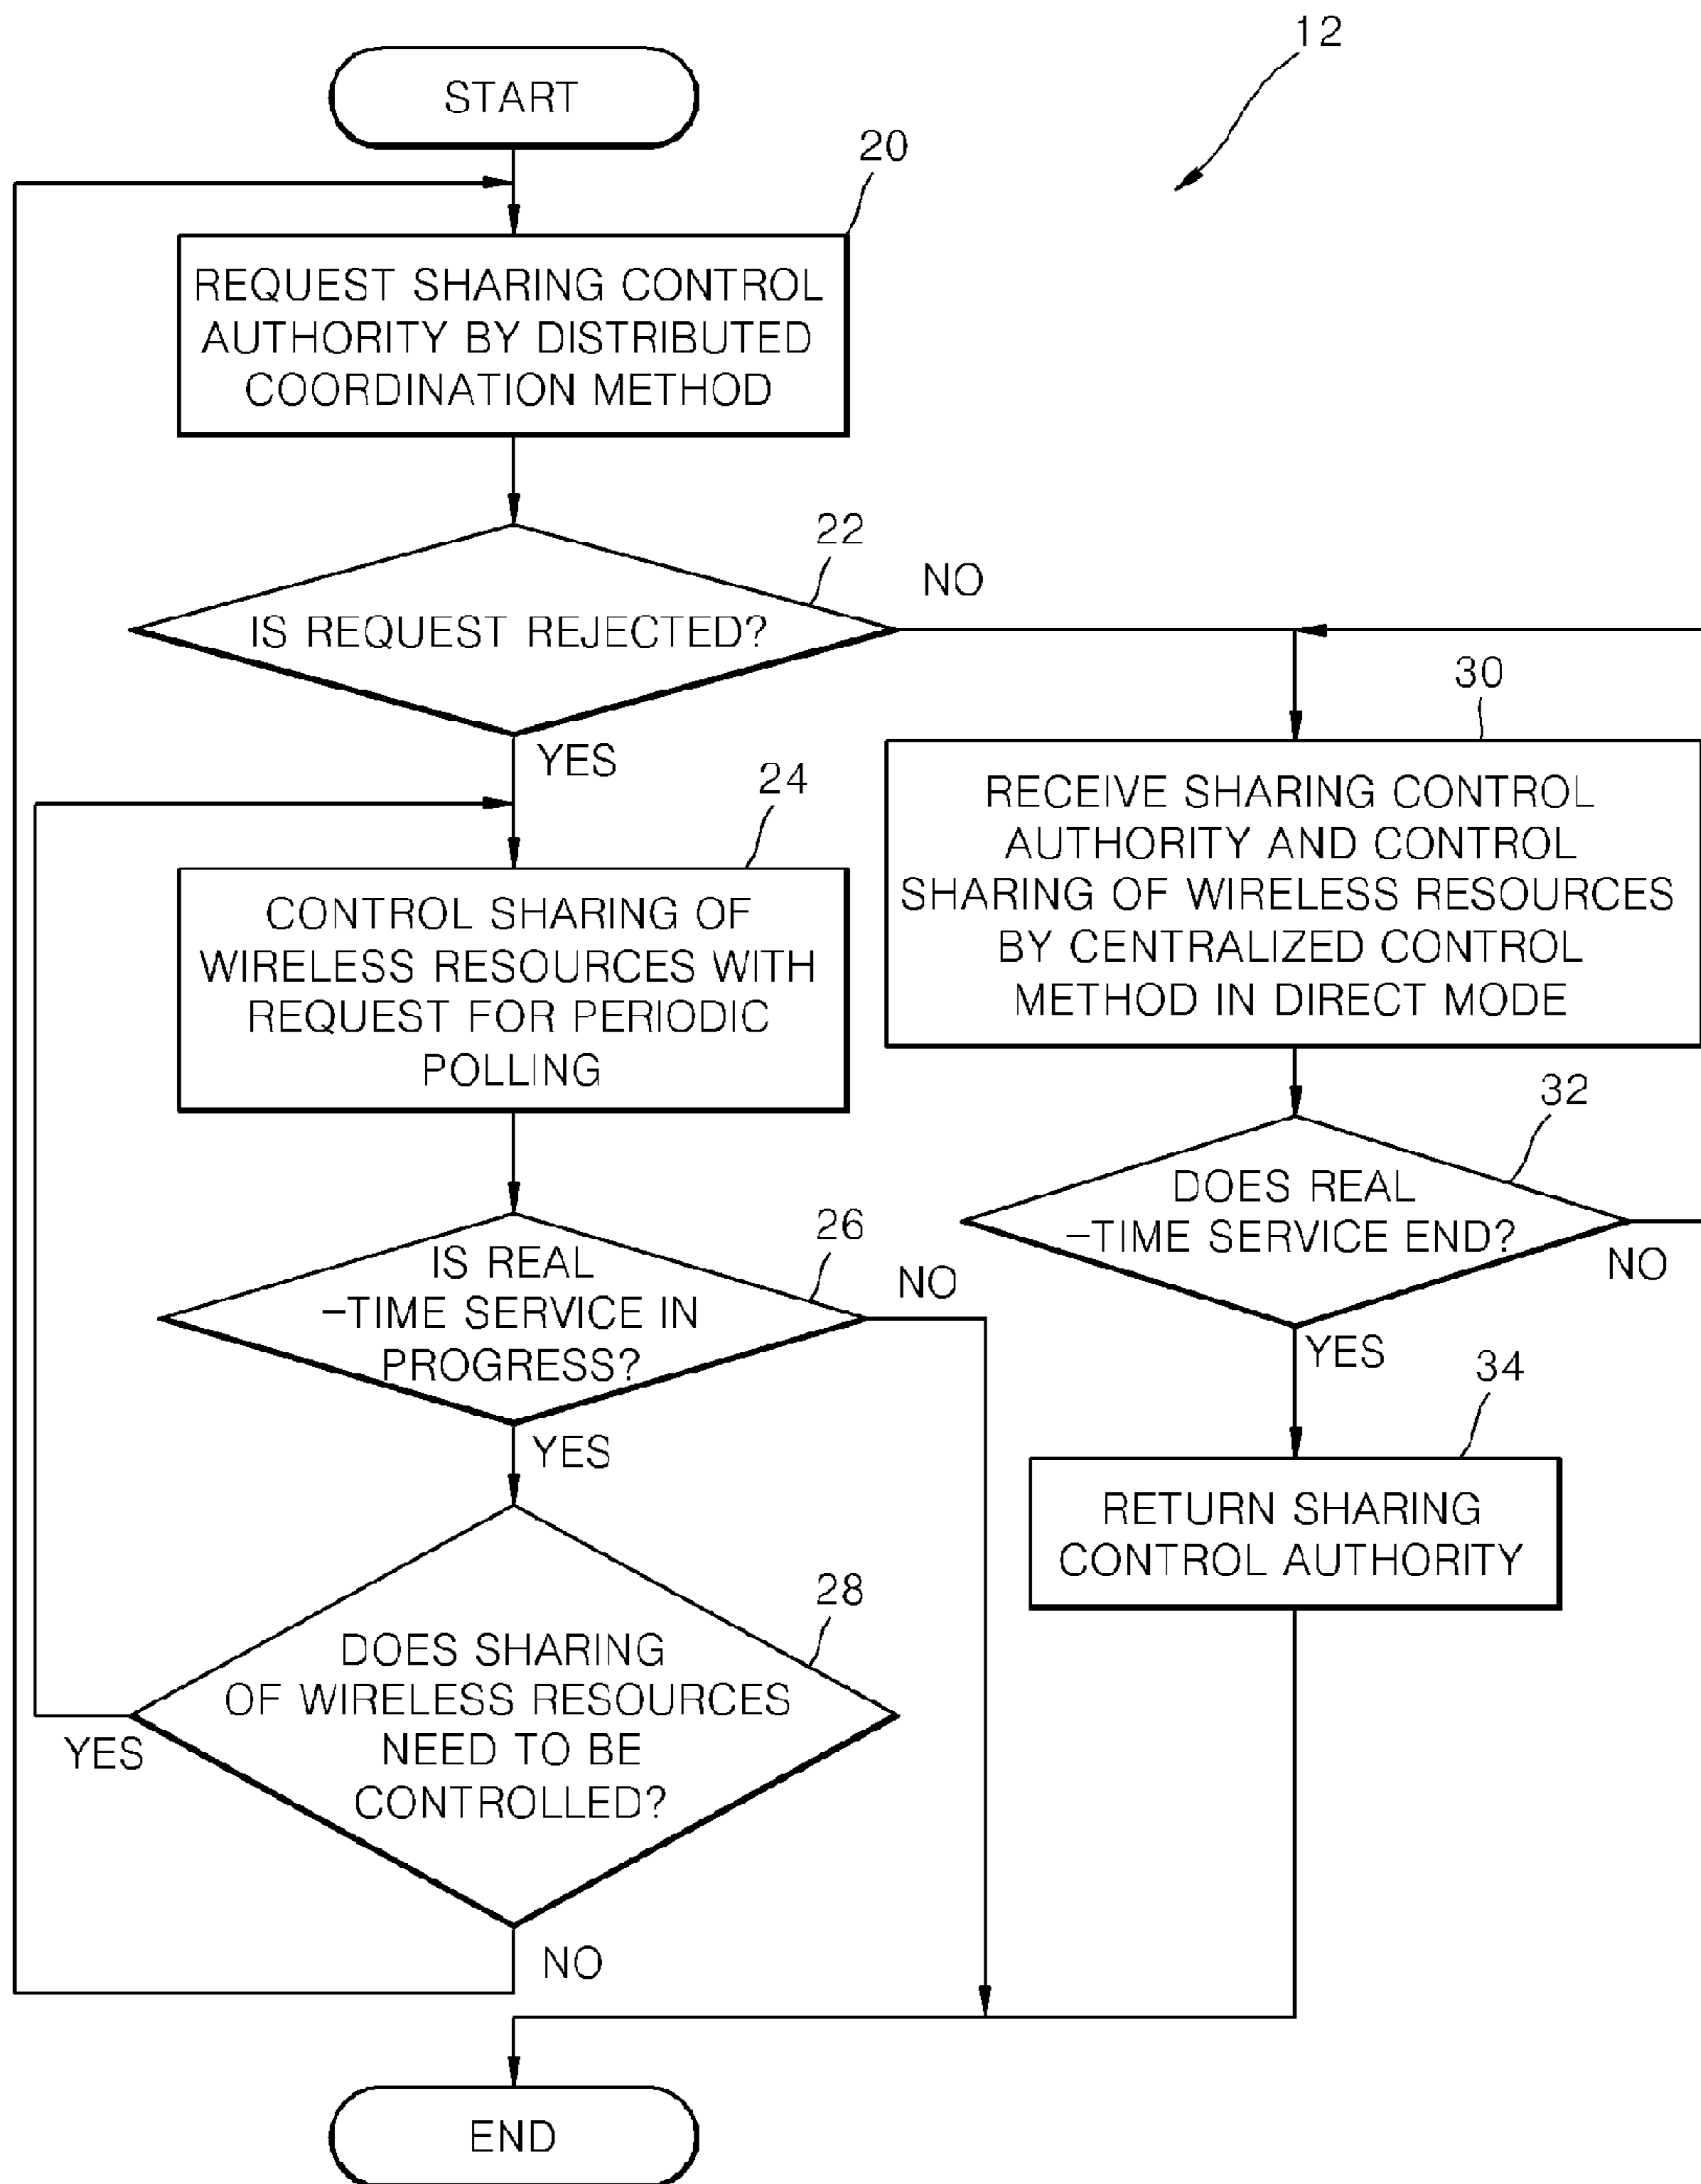 12
START
20
REQUEST SHARING CONTROL
AUTHORITY BY DISTRIBUTED
COORDINATION METHOD
22
NO
IS REQUEST REJECTED?
YES
24
CONTROL SHARING OF
WIRELESS RESOURCES WITH
REQUEST FOR PERIODIC
POLLING
26
IS REAL
-TIME SERVICE IN
PROGRESS?
NO
YES
28
DOES SHARING
OF WIRELESS RESOURCES
NEED TO BE
CONTROLLED?
YES
NO
30
RECEIVE SHARING CONTROL
AUTHORITY AND CONTROL
SHARING OF WIRELESS RESOURCES
BY CENTRALIZED CONTROL
METHOD IN DIRECT MODE
32
DOES REAL
-TIME SERVICE END?
NO
YES
34
RETURN SHARING
CONTROL AUTHORITY
END